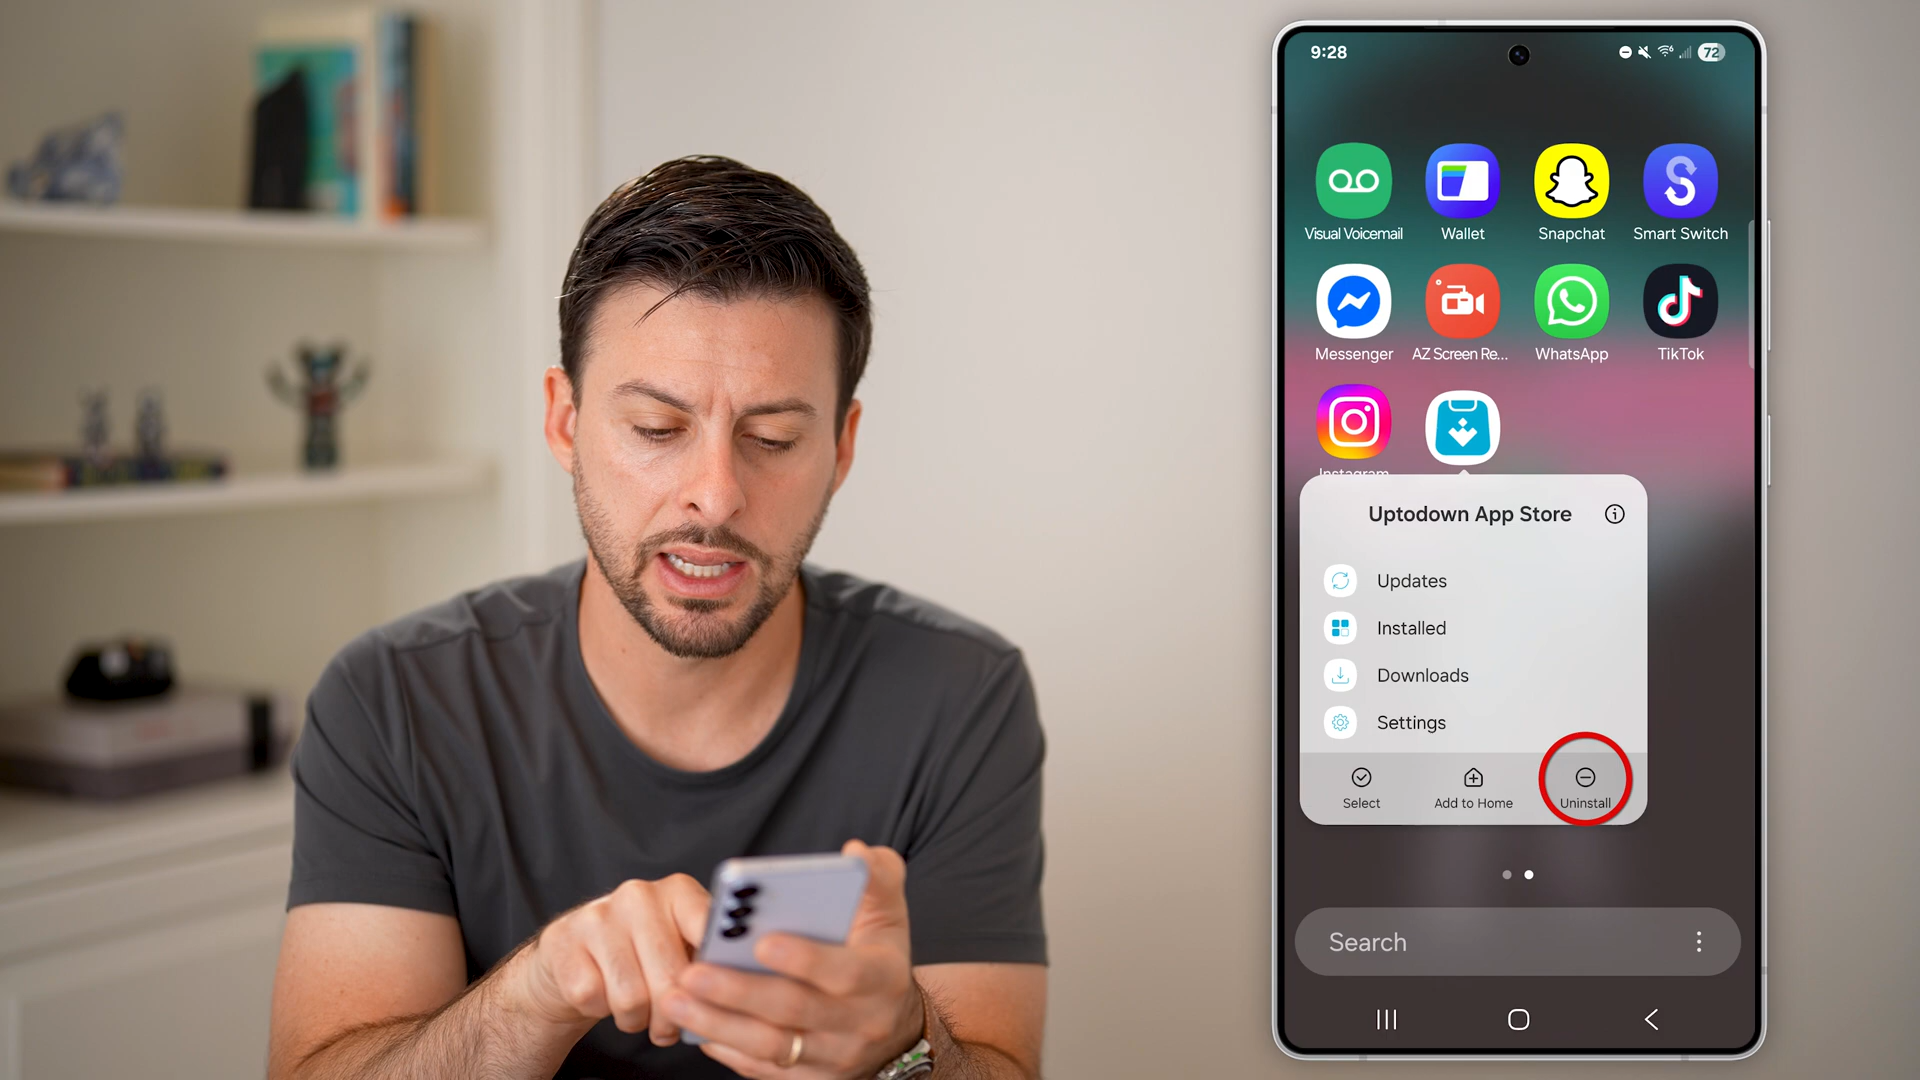 9:28
72
Visual Voicemail
Wallet
Snapchat
Smart Switch
Messenger
AZ Screen Re...
WhatsApp
TikTok
Instagram
Uptodown App Store
Updates
Installed
Downloads
Settings
Select
Add to Home
Uninstall
Search